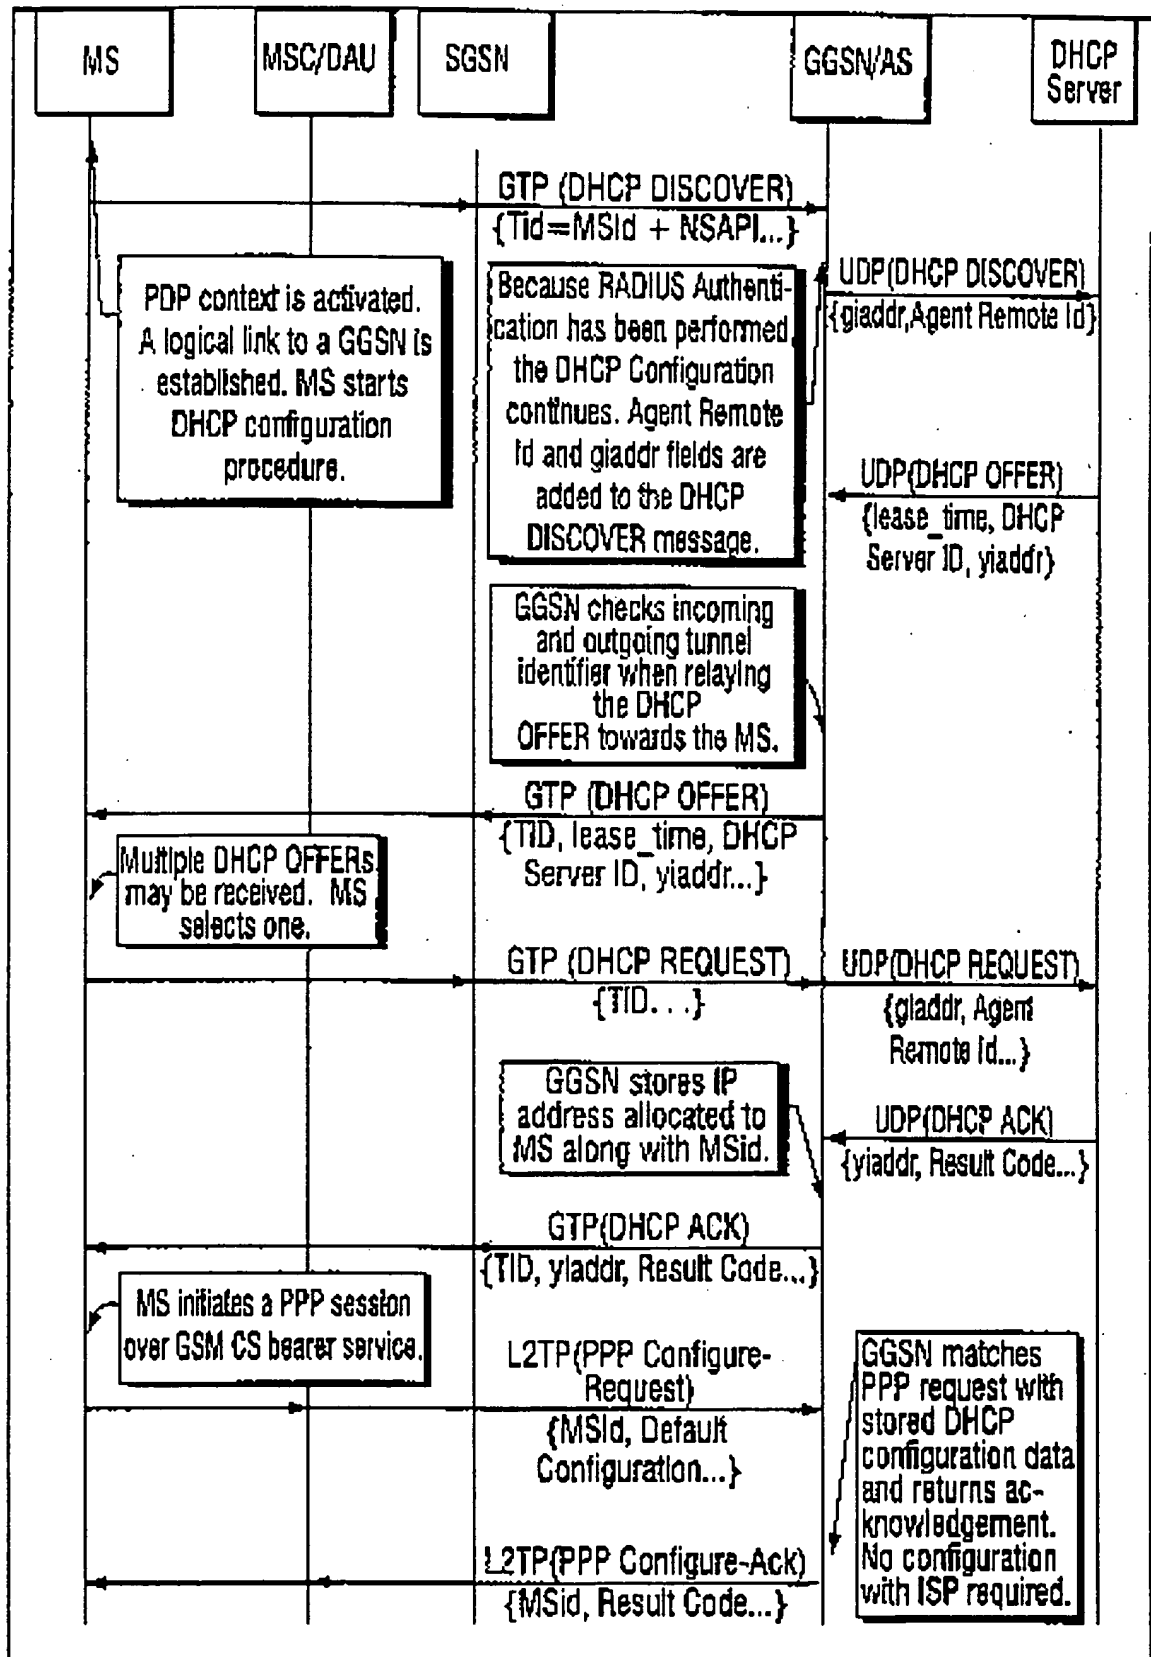 MS
MSC/DAU
SGSN
GGSN/AS
DHCP
Server
GTP (DHCP DISCOVER)
{Tid=MSId + NSAPI...}
PDP context is activated.
A logical link to a GGSN is
established. MS starts
DHCP configuration
procedure.
Because RADIUS Authenti-
cation has been performed
the DHCP Configuration
continues. Agent Remote
Id and giaddr fields are
added to the DHCP
DISCOVER message.
UDP(DHCP DISCOVER)
{giaddr,Agent Remote Id}
UDP(DHCP OFFER)
{lease_time, DHCP
Server ID, yiaddr}
GGSN checks incoming
and outgoing tunnel
identifier when relaying
the DHCP
OFFER towards the MS.
GTP (DHCP OFFER)
{TID, lease_time, DHCP
Server ID, yiaddr...}
Multiple DHCP OFFERs
may be received. MS
selects one.
GTP (DHCP REQUEST)
{TID...}
UDP(DHCP REQUEST)
{giaddr, Agent
Remote Id...}
GGSN stores IP
address allocated to
MS along with MSid.
UDP(DHCP ACK)
{yiaddr, Result Code...}
GTP(DHCP ACK)
{TID, yiaddr, Result Code...}
MS initiates a PPP session
over GSM CS bearer service.
L2TP(PPP Configure-
Request)
{MSId, Default
Configuration...}
GGSN matches
PPP request with
stored DHCP
configuration data
and returns ac-
knowledgement.
No configuration
with ISP required.
L2TP(PPP Configure-Ack)
{MSid, Result Code...}